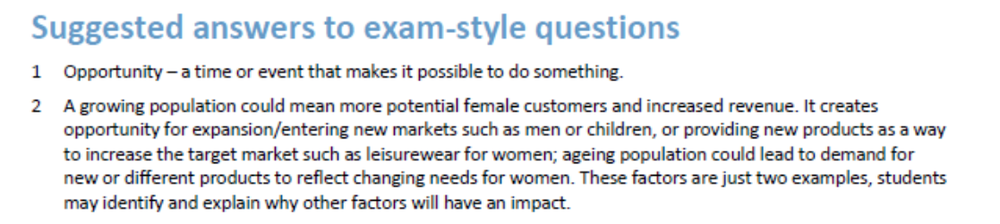 Suggested answers to exam-style questions
1 Opportunity – a time or event that makes it possible to do something.
2 A growing population could mean more potential female customers and increased revenue. It creates
opportunity for expansion/entering new markets such as men or children, or providing new products as a way
to increase the target market such as leisurewear for women; ageing population could lead to demand for
new or different products to reflect changing needs for women. These factors are just two examples, students
may identify and explain why other factors will have an impact.